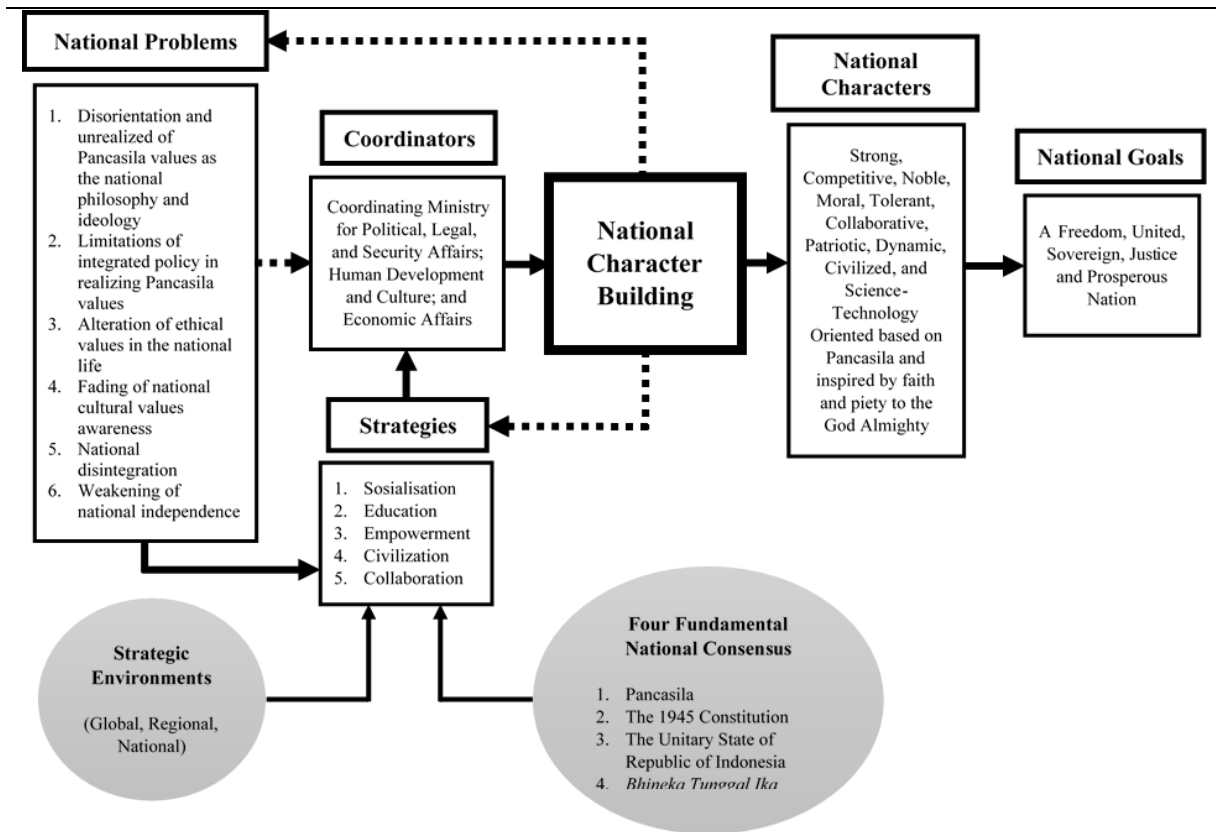 National Problems
1. Disorientation and
unrealized of
Pancasila values as
the national
philosophy and
ideology
2. Limitations of
integrated policy in
realizing Pancasila
values
3. Alteration of ethical
values in the national
life
4. Fading of national
cultural values
awareness
5. National
disintegration
6. Weakening of
national independence
Coordinators
Coordinating Ministry
for Political, Legal,
and Security Affairs;
Human Development
and Culture; and
Economic Affairs
Strategies
1. Sosialisation
2. Education
3. Empowerment
4. Civilization
5. Collaboration
National
Character
Building
National
Characters
Strong,
Competitive, Noble,
Moral, Tolerant,
Collaborative,
Patriotic, Dynamic,
Civilized, and
Science-
Technology
Oriented based on
Pancasila and
inspired by faith
and piety to the
God Almighty
National Goals
A Freedom, United,
Sovereign, Justice
and Prosperous
Nation
Strategic
Environments
(Global, Regional,
National)
Four Fundamental
National Consensus
1. Pancasila
2. The 1945 Constitution
3. The Unitary State of
Republic of Indonesia
4. Bhineka Tunggal Ika